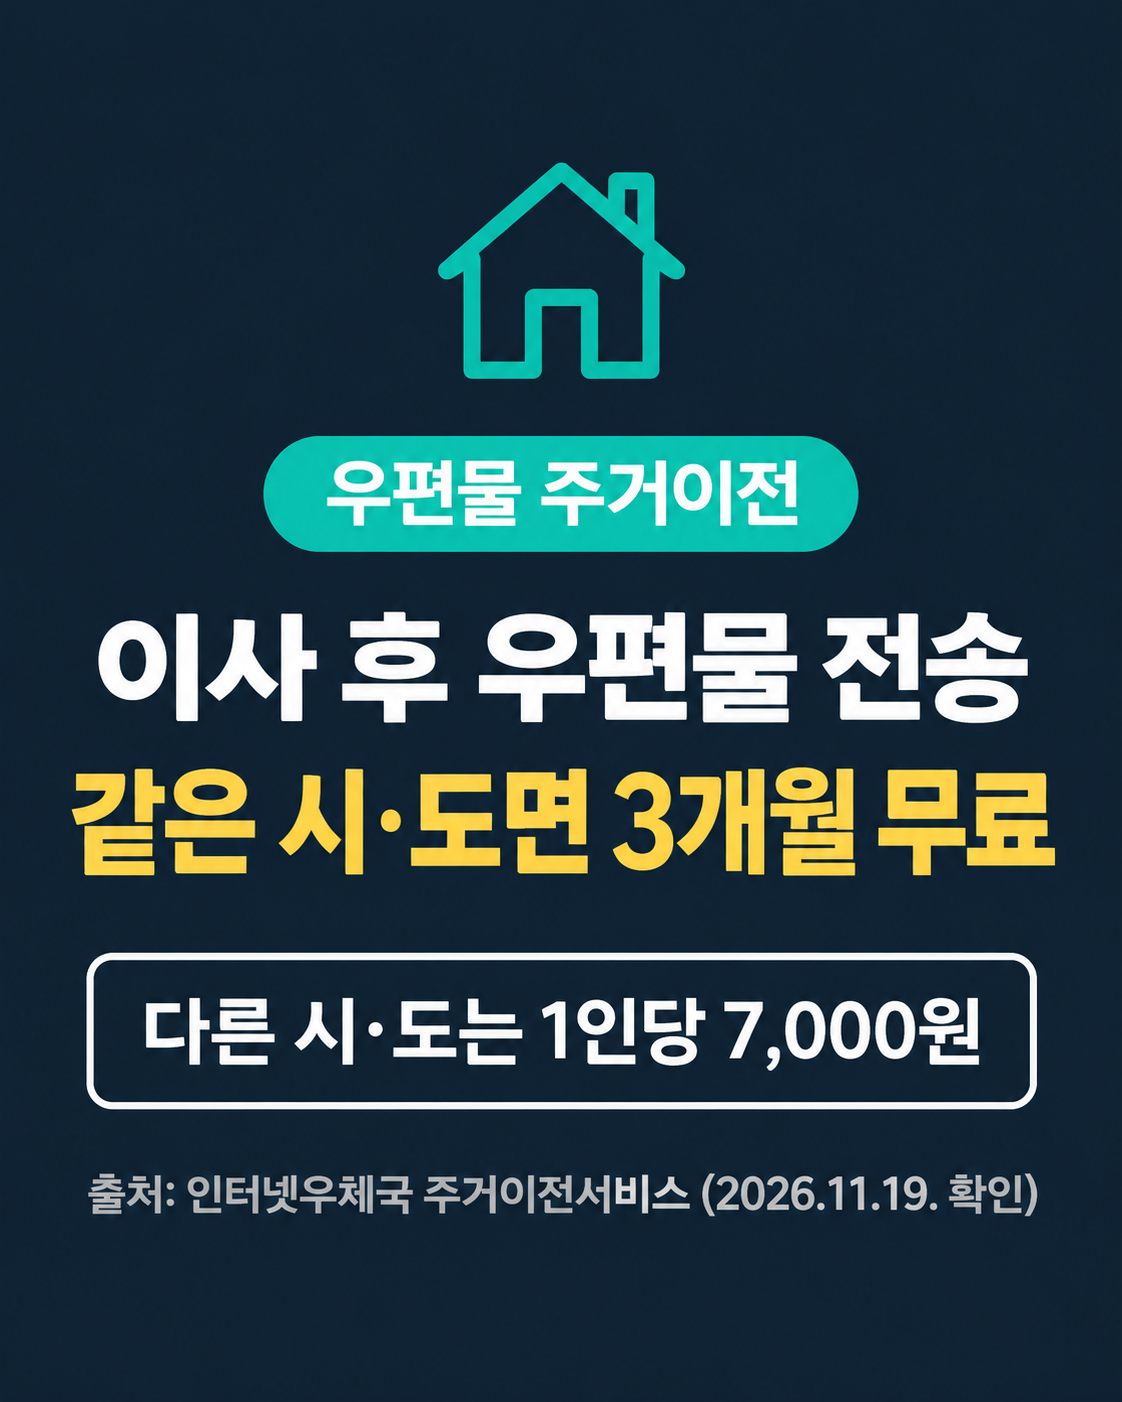 우편물 주거이전
이사 후 우편물 전송
같은 시·도면 3개월 무료
다른 시·도는 1인당 7,000원
출처: 인터넷우체국 주거이전서비스 (2026.11.19. 확인)